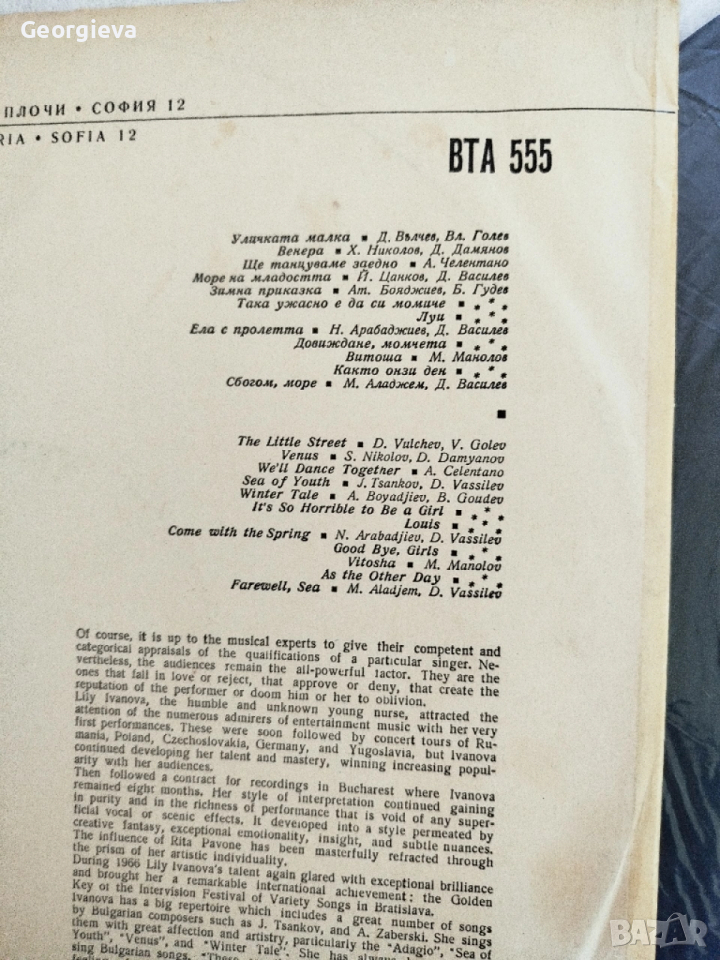 Georgieva
ПЛОЧИ • СОФИЯ 12
RIA • SOFIA 12
ВТА 555
Уличката малка ▪ Д. Вълчев, Вл. Голев
Венера ▪ Х. Николов, Д. Дамянов
Ще танцуваме заедно ▪ А. Челентано
Море на младостта ▪ Й. Цанков, Д. Василев
Зимна приказка ▪ Ат. Бояджиев, Б. Гудев
Така ужасно е да си момиче ▪ * * *
Луи ▪ * * *
Ела с пролетта ▪ Н. Арабаджиев, Д. Василев
Довиждане, момчета ▪ * * *
Витоша ▪ М. Манолов
Както онзи ден ▪ * * *
Сбогом, море ▪ М. Аладжем, Д. Василев
▪
The Little Street ▪ D. Vulchev, V. Golev
Venus ▪ S. Nikolov, D. Damyanov
We'll Dance Together ▪ A. Celentano
Sea of Youth ▪ J. Tsankov, D. Vassilev
Winter Tale ▪ A. Boyadjiev, B. Goudev
It's So Horrible to Be a Girl ▪ * * *
Louis ▪ * * *
Come with the Spring ▪ N. Arabadjiev, D. Vassilev
Good Bye, Girls ▪ * * *
Vitosha ▪ M. Manolov
As the Other Day ▪ * * *
Farewell, Sea ▪ M. Aladjem, D. Vassilev
Of course, it is up to the musical experts to give their competent and
categorical appraisals of the qualifications of a particular singer. Ne-
vertheless, the audiences remain the all-powerful factor. They are the
ones that fall in love or reject, that approve or deny, that create the
reputation of the performer or doom him or her to oblivion.
Lily Ivanova, the humble and unknown young nurse, attracted the
attention of the numerous admirers of entertainment music with her very
first performances. These were soon followed by concert tours of Ru-
mania, Poland, Czechoslovakia, Germany, and Yugoslavia, but Ivanova
continued developing her talent and mastery, winning increasing popul-
arity with her audiences.
Then followed a contract for recordings in Bucharest where Ivanova
remained eight months. Her style of interpretation continued gaining
in purity and in the richness of performance that is void of any super-
ficial vocal or scenic effects. It developed into a style permeated by
creative fantasy, exceptional emotionality, insight, and subtle nuances.
The influence of Rita Pavone has been masterfully refracted through
the prism of her artistic individuality.
During 1966 Lily Ivanova's talent again glared with exceptional brilliance
and brought her a remarkable international achievement: the Golden
Key of the Intervision Festival of Variety Songs in Bratislava.
Ivanova has a big repertoire which includes a great number of songs
by Bulgarian composers such as J. Tsankov, and A. Zaberski. She sings
them with great affection and artistry, particularly the "Adagio", "Sea of
Youth", "Venus", and "Winter Tale". She has always
sing Bulgarian songs. "These
BAZAR